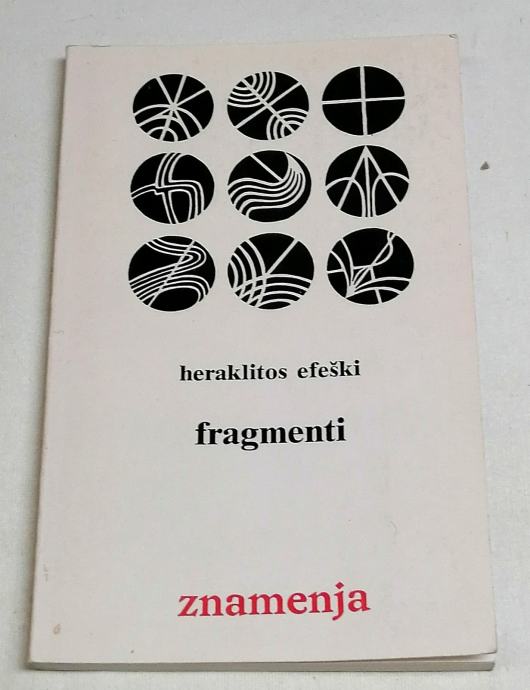 heraklitos efeški
fragmenti
znamenja